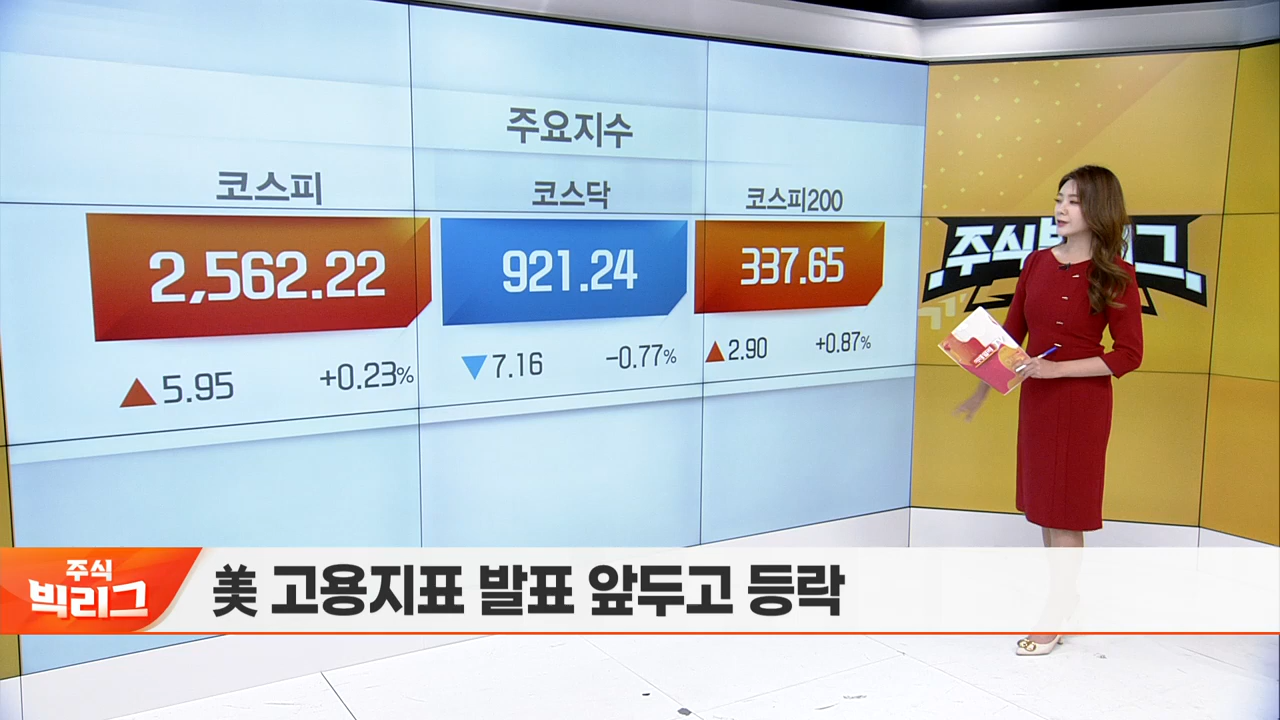 주요지수
코스피
코스닥
코스피200
2,562.22
921.24
337.65
▲5.95 +0.23%
▼7.16 -0.77%
▲2.90 +0.87%
주식
빅리그
美 고용지표 발표 앞두고 등락